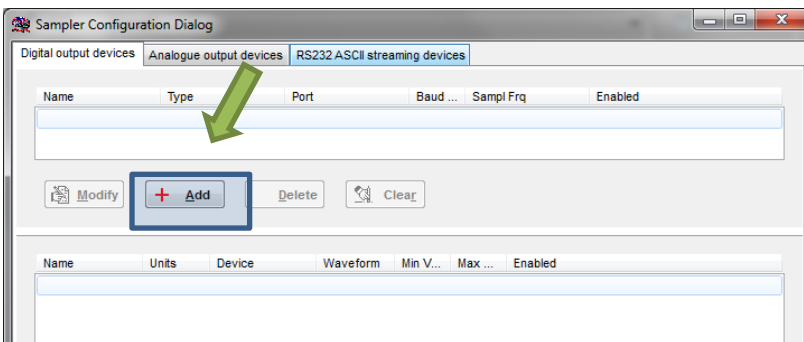 Sampler Configuration Dialog
Digital output devices Analogue output devices RS232 ASCII streaming devices
Name Type Port Baud ... Sampl Frq Enabled
Modify Add Delete Clear
Name Units Device Waveform Min V... Max ... Enabled